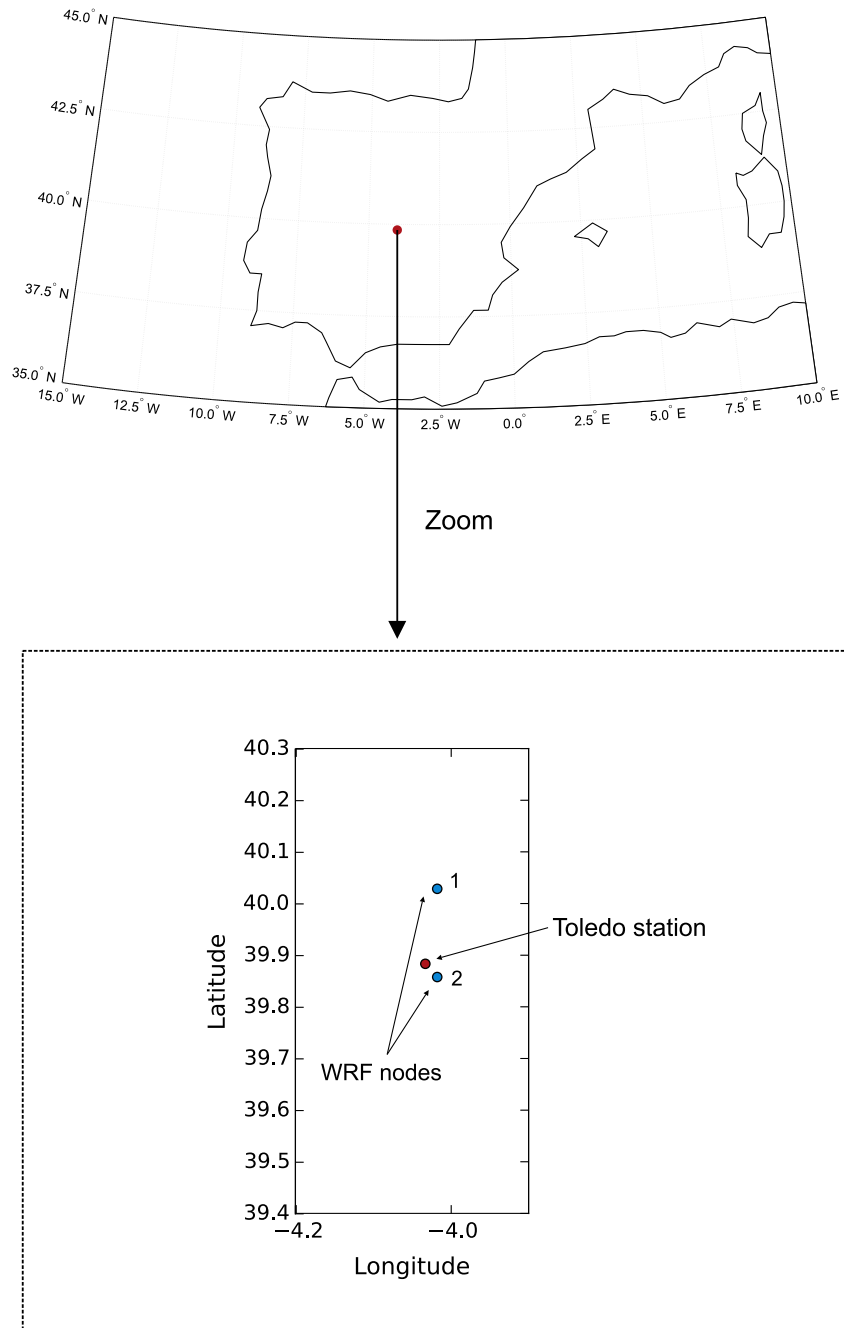 45.0° N
42.5° N
40.0° N
37.5° N
35.0° N
15.0° W
12.5° W
10.0° W
7.5° W
5.0° W
2.5° W
0.0°
2.5° E
5.0° E
7.5° E
10.0° E
Zoom
40.3
40.2
40.1
40.0
39.9
39.8
39.7
39.6
39.5
39.4
Latitude
1
Toledo station
2
WRF nodes
−4.2
−4.0
Longitude